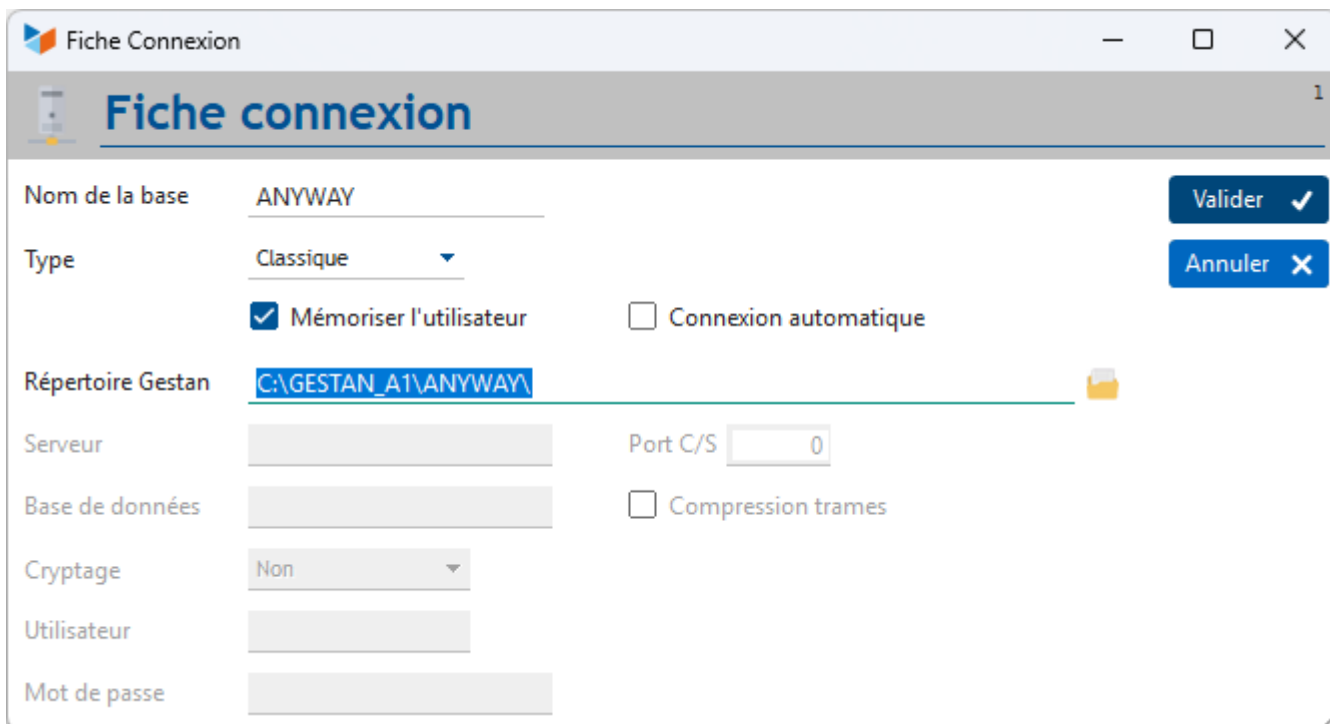 Fiche Connexion
Fiche connexion 1
Nom de la base ANYWAY Valider
Type Classique Annuler
Mémoriser l'utilisateur Connexion automatique
Répertoire Gestan C:\GESTAN_A1\ANYWAY\
Serveur Port C/S 0
Base de données Compression trames
Cryptage Non
Utilisateur
Mot de passe